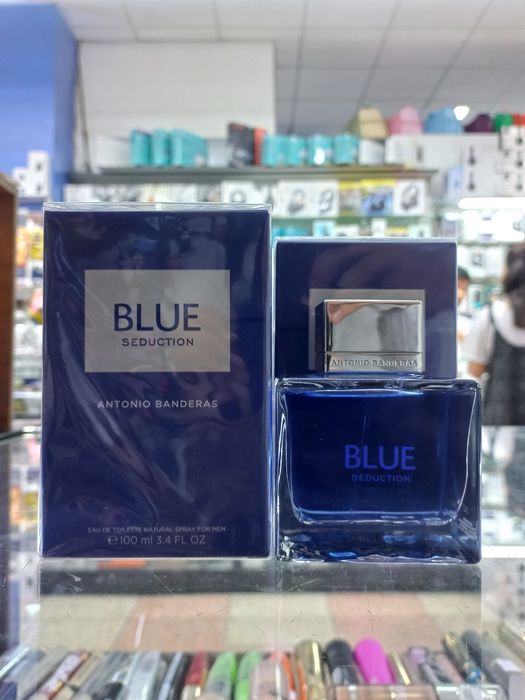 BLUE
SEDUCTION
ANTONIO BANDERAS
EAU DE TOILETTE NATURAL SPRAY FOR MEN
℮100 ml 3.4 FL OZ
ANTONIO BANDERAS
BLUE
SEDUCTION